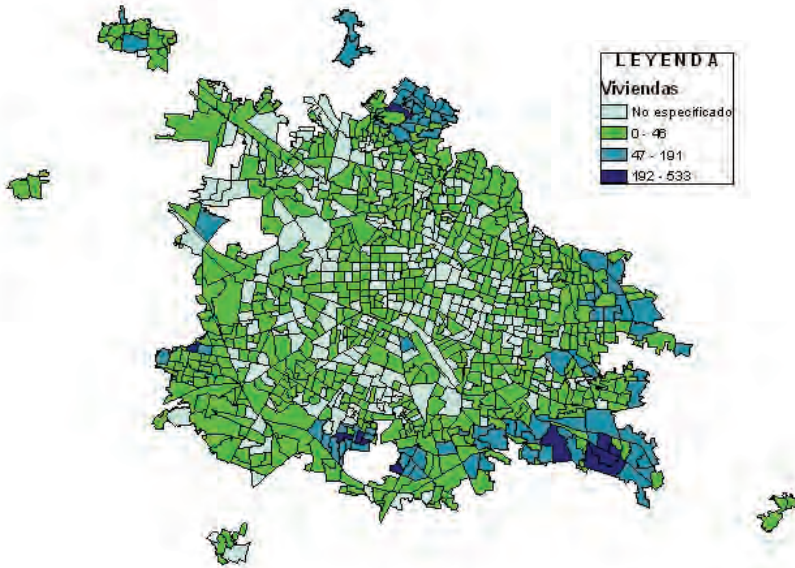 LEYENDA
Viviendas
No especificado
0 - 46
47 - 191
192 - 533